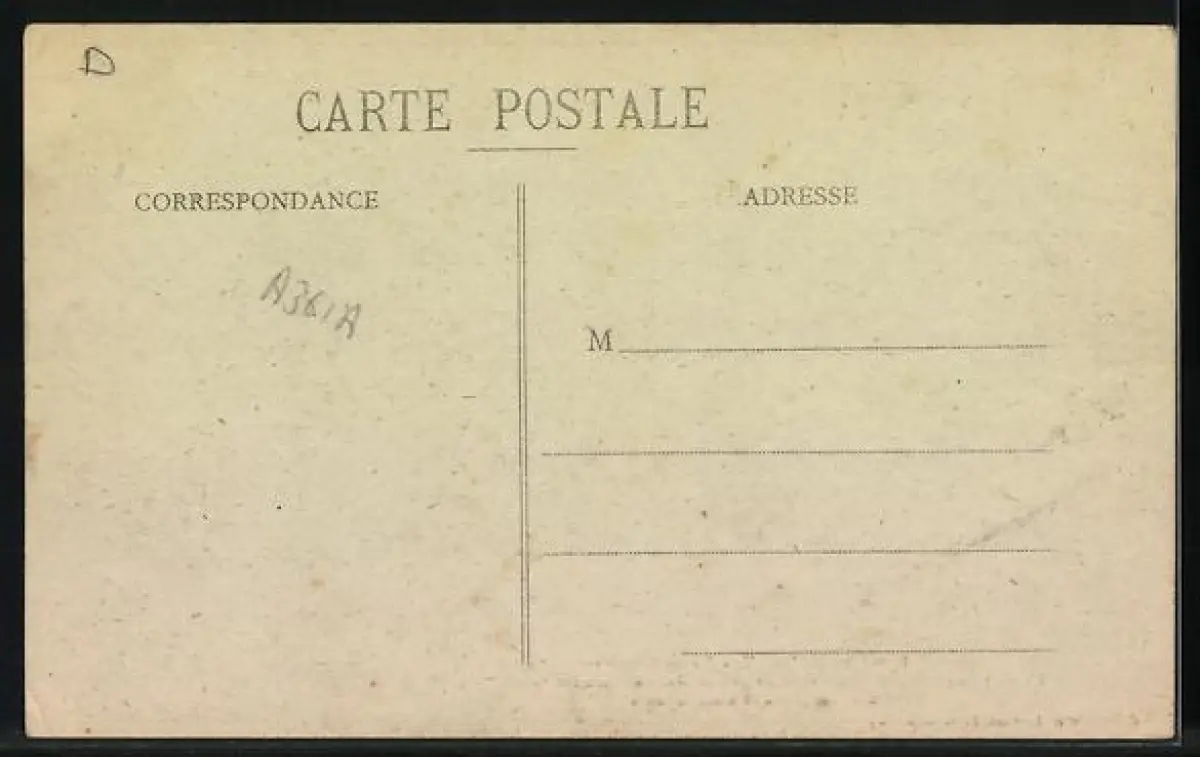 D
CARTE POSTALE
CORRESPONDANCE
ADRESSE
A361A
M